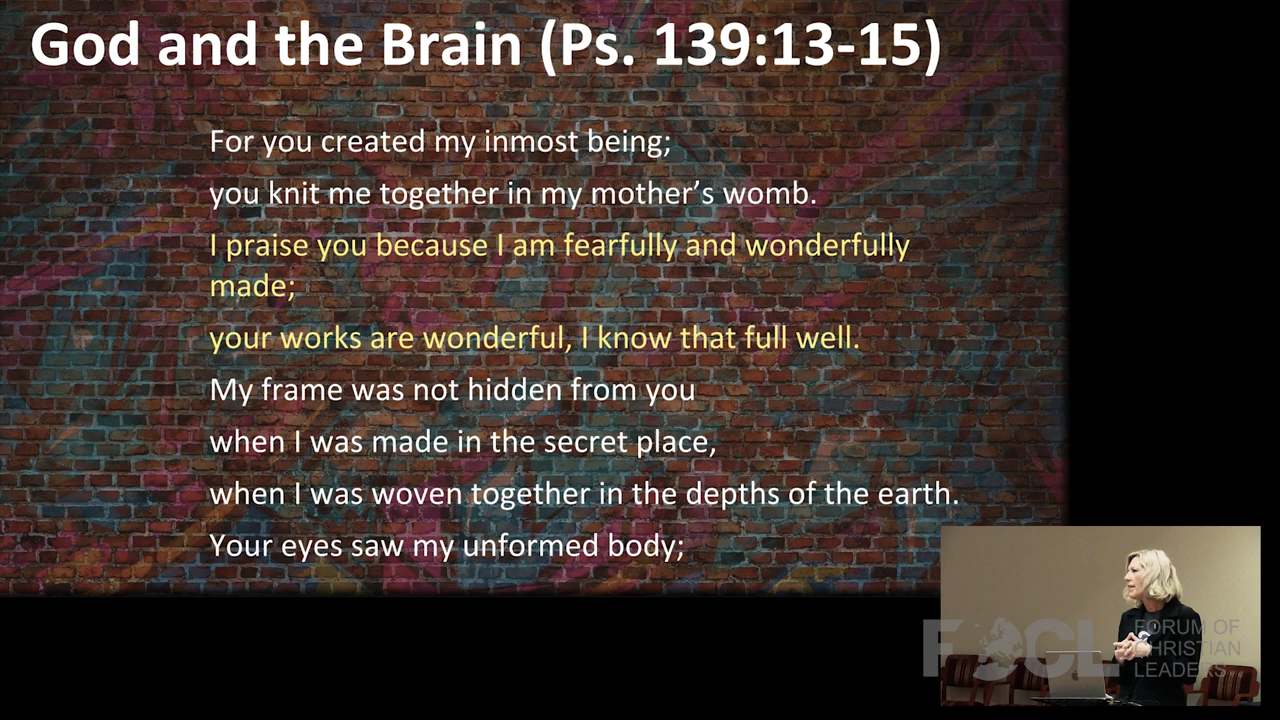 God and the Brain (Ps. 139:13-15)
For you created my inmost being;
you knit me together in my mother’s womb.
I praise you because I am fearfully and wonderfully
made;
your works are wonderful, I know that full well.
My frame was not hidden from you
when I was made in the secret place,
when I was woven together in the depths of the earth.
Your eyes saw my unformed body;
FOCL
FORUM OF
CHRISTIAN
LEADERS